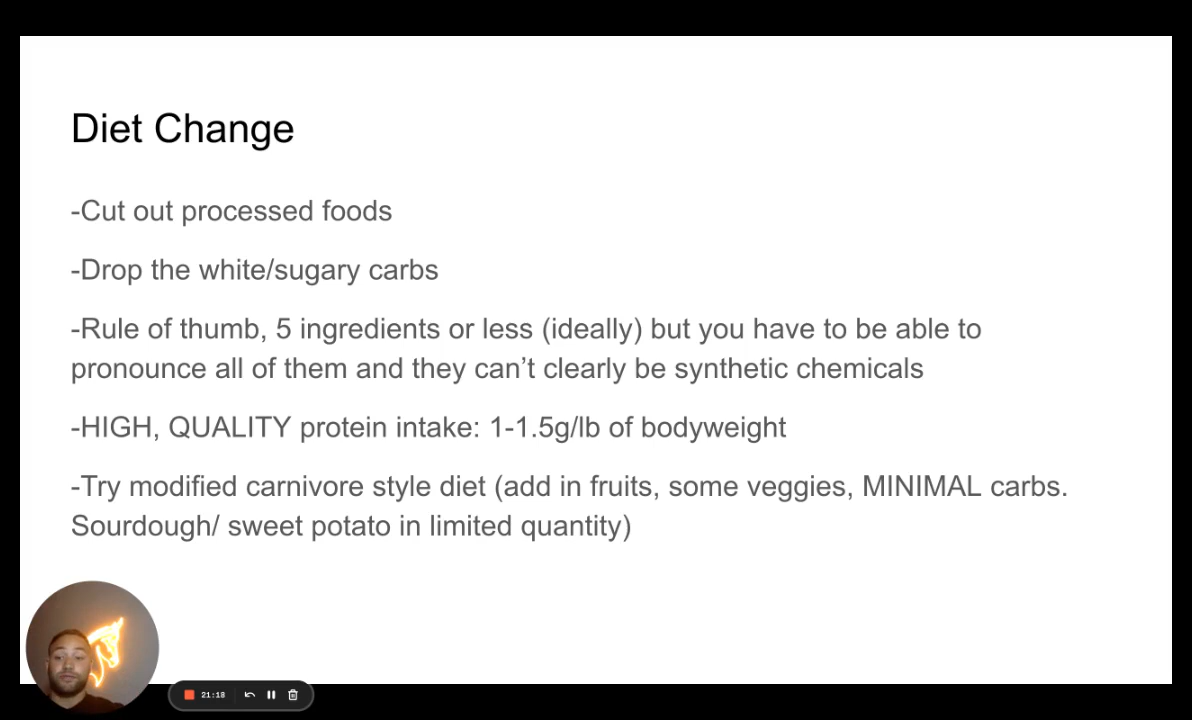 Diet Change
-Cut out processed foods
-Drop the white/sugary carbs
-Rule of thumb, 5 ingredients or less (ideally) but you have to be able to
pronounce all of them and they can’t clearly be synthetic chemicals
-HIGH, QUALITY protein intake: 1-1.5g/lb of bodyweight
-Try modified carnivore style diet (add in fruits, some veggies, MINIMAL carbs.
Sourdough/ sweet potato in limited quantity)
21:18